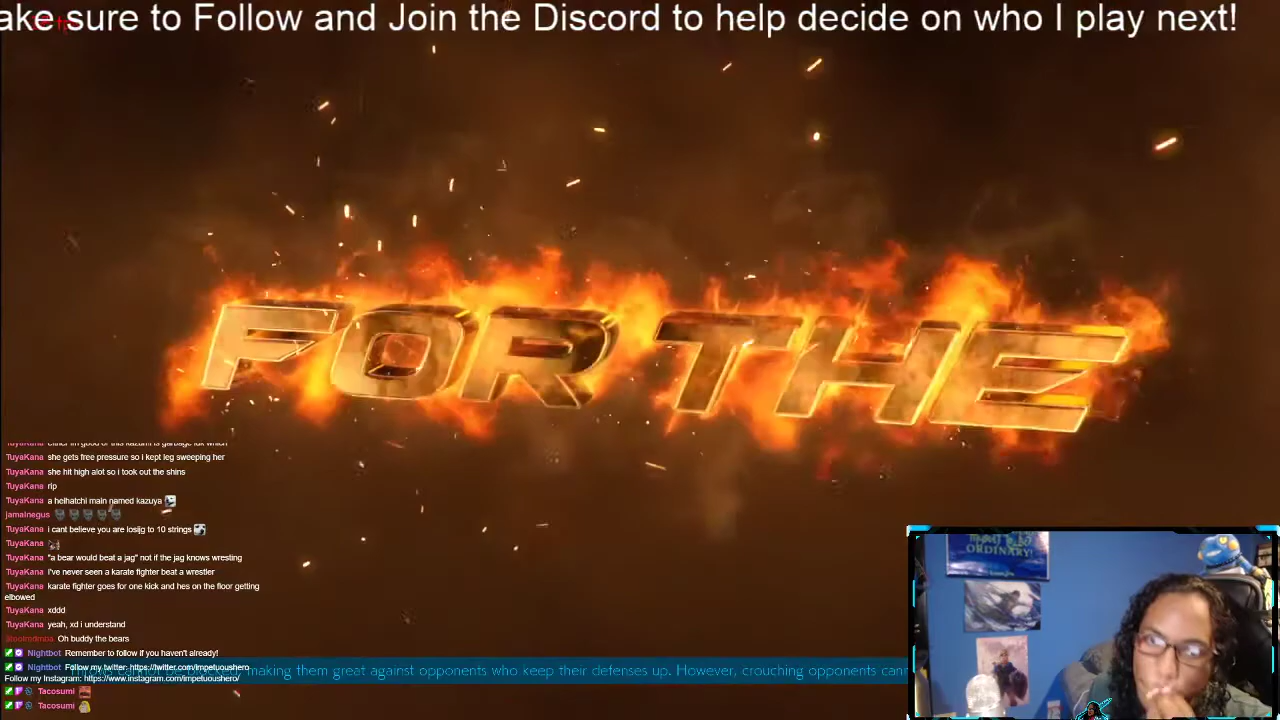 ake sure to Follow and Join the Discord to help decide on who I play next!
FOR THE
TuyaKana she gets free pressure so i kept leg sweeping her
TuyaKana she hit high alot so i took out the shins
TuyaKana rip
TuyaKana a heihatchi main named kazuya
jamalnegus
TuyaKana i cant believe you are losijg to 10 strings
TuyaKana
TuyaKana "a bear would beat a jag" not if the jag knows wresting
TuyaKana I've never seen a karate fighter beat a wrestler
TuyaKana karate fighter goes for one kick and hes on the floor getting
elbowed
TuyaKana xddd
TuyaKana yeah, xd i understand
Oh buddy the bears
Nightbot Remember to follow if you haven't already!
Nightbot Follow my twitter: https://twitter.com/impetuoushero
Follow my Instagram: https://www.instagram.com/impetuoushero/
cannot be making them great against opponents who keep their defenses up. However, crouching opponents cann
Tacosumi
Tacosumi
ORDINARY!